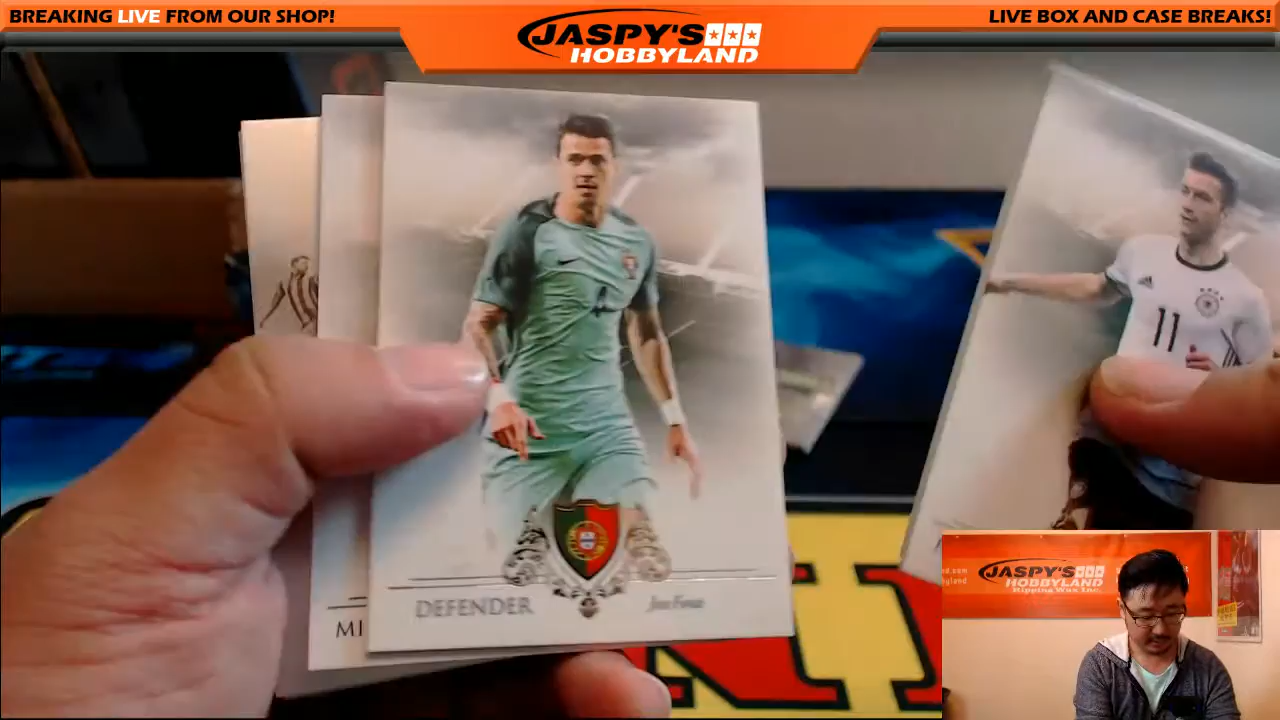 BREAKING LIVE FROM OUR SHOP!
JASPY'S
HOBBYLAND
LIVE BOX AND CASE BREAKS!
11
4
DEFENDER
MI
JASPY'S
HOBBYLAND
Ripping Wax Inc.